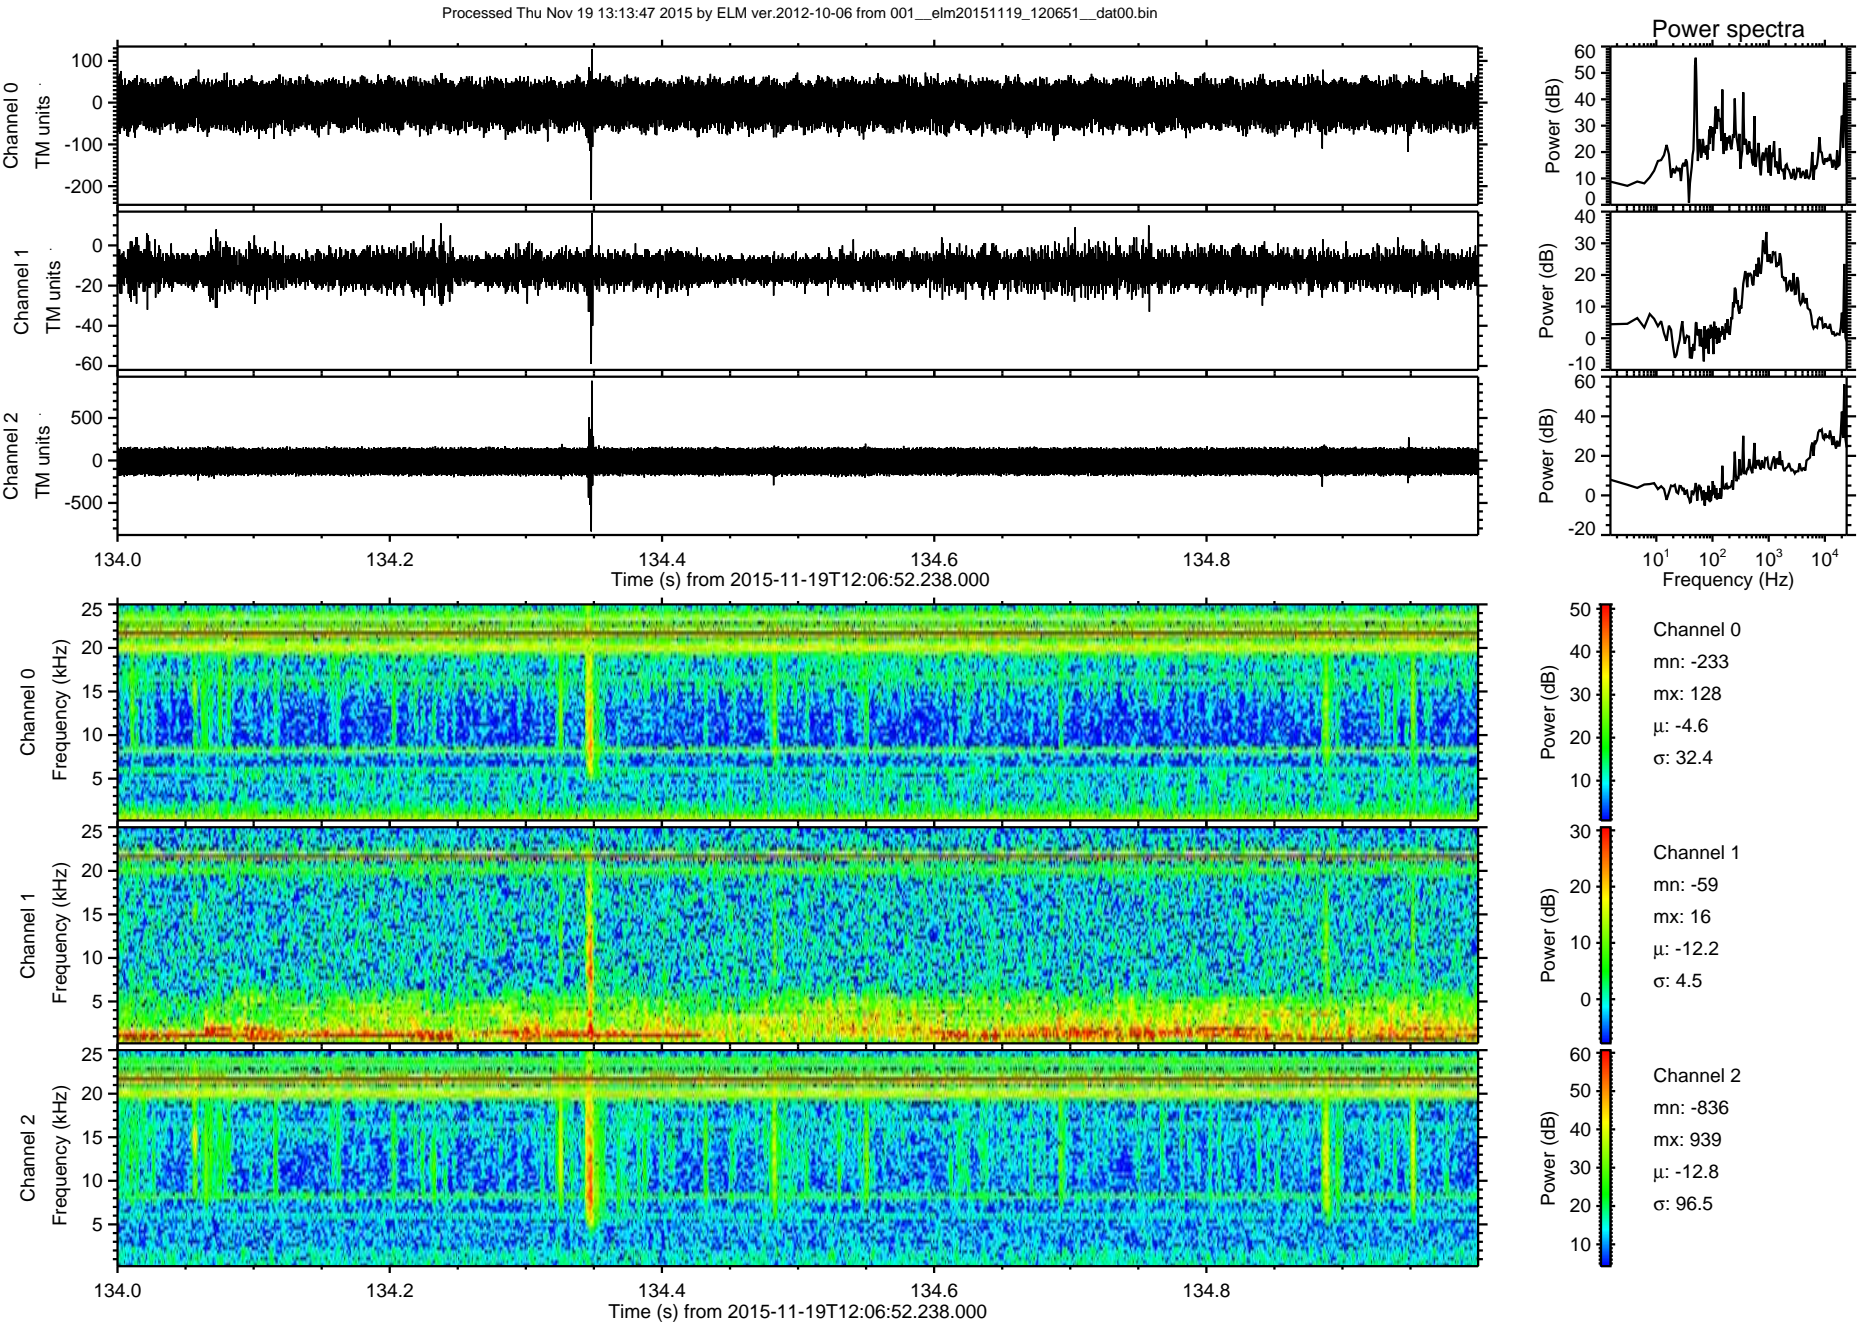 Processed Thu Nov 19 13:13:47 2015 by ELM ver.2012-10-06 from 001__elm20151119_120651__dat00.bin
Power spectra
Channel 0
TM units
100
0
-100
-200
Power (dB)
60
50
40
30
20
10
0
Channel 1
TM units
0
-20
-40
-60
Power (dB)
40
30
20
10
0
-10
Channel 2
TM units
500
0
-500
Power (dB)
60
40
20
0
-20
134.0 134.2 134.4 134.6 134.8
Time (s) from 2015-11-19T12:06:52.238.000
10¹ 10² 10³ 10⁴
Frequency (Hz)
Channel 0
Frequency (kHz)
25
20
15
10
5
Power (dB)
50
40
30
20
10
Channel 0
mn: -233
mx: 128
μ: -4.6
σ: 32.4
Channel 1
Frequency (kHz)
25
20
15
10
5
Power (dB)
30
20
10
0
Channel 1
mn: -59
mx: 16
μ: -12.2
σ: 4.5
Channel 2
Frequency (kHz)
25
20
15
10
5
Power (dB)
60
50
40
30
20
10
Channel 2
mn: -836
mx: 939
μ: -12.8
σ: 96.5
134.0 134.2 134.4 134.6 134.8
Time (s) from 2015-11-19T12:06:52.238.000